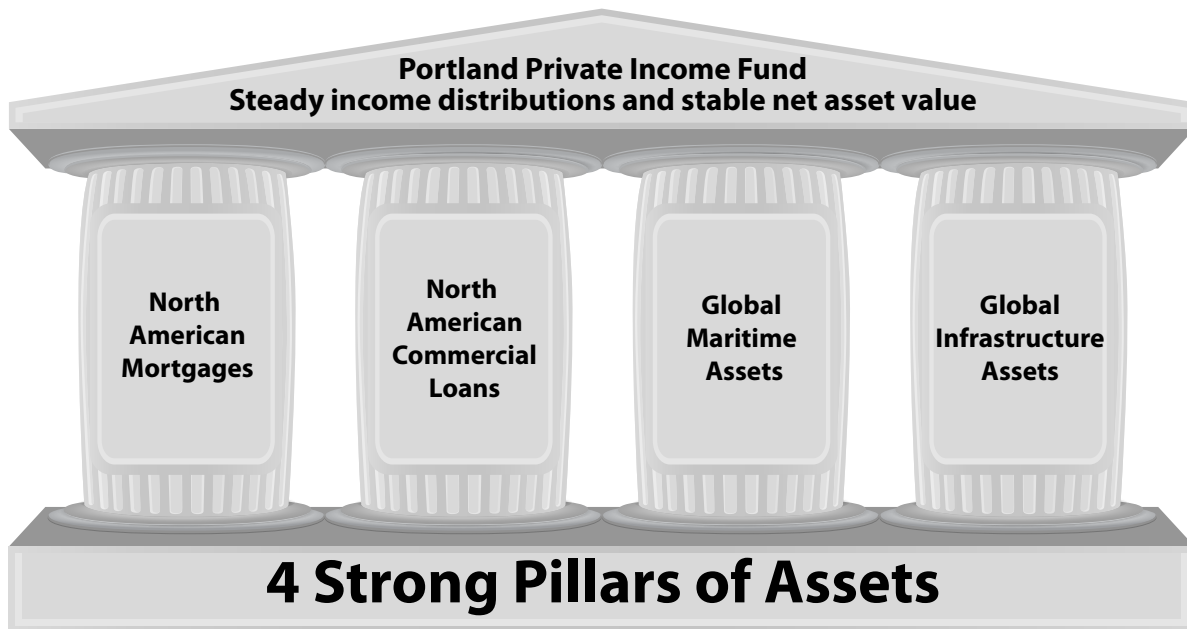 Portland Private Income Fund
Steady income distributions and stable net asset value
North
American
Mortgages
North
American
Commercial
Loans
Global
Maritime
Assets
Global
Infrastructure
Assets
4 Strong Pillars of Assets